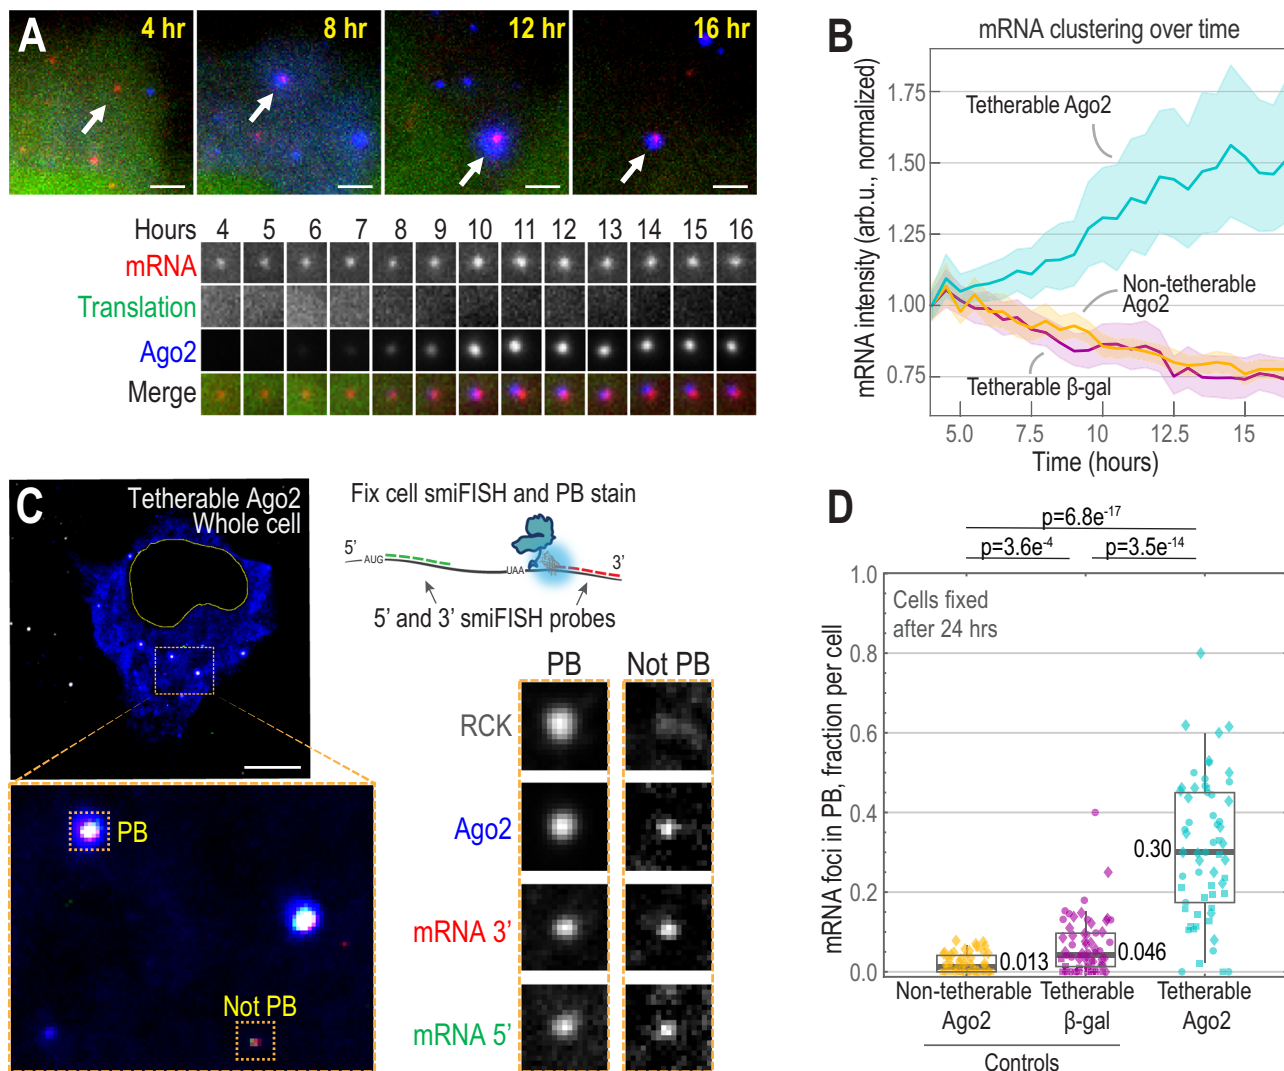 A
4 hr
8 hr
12 hr
16 hr
Hours
4 5 6 7 8 9 10 11 12 13 14 15 16
mRNA
Translation
Ago2
Merge
B
mRNA clustering over time
mRNA intensity (arb.u., normalized)
1.75
1.50
1.25
1.00
0.75
Tetherable Ago2
Non-tetherable
Ago2
Tetherable β-gal
5.0 7.5 10 12.5 15
Time (hours)
C
Tetherable Ago2
Whole cell
PB
Not PB
Fix cell smiFISH and PB stain
5’
AUG
UAA
3’
5’ and 3’ smiFISH probes
PB Not PB
RCK
Ago2
mRNA 3’
mRNA 5’
D
p=6.8e-17
p=3.6e-4
p=3.5e-14
mRNA foci in PB, fraction per cell
1.0
0.8
0.6
0.4
0.2
0.0
Cells fixed
after 24 hrs
0.013
0.046
0.30
Non-tetherable
Ago2
Tetherable
β-gal
Tetherable
Ago2
Controls